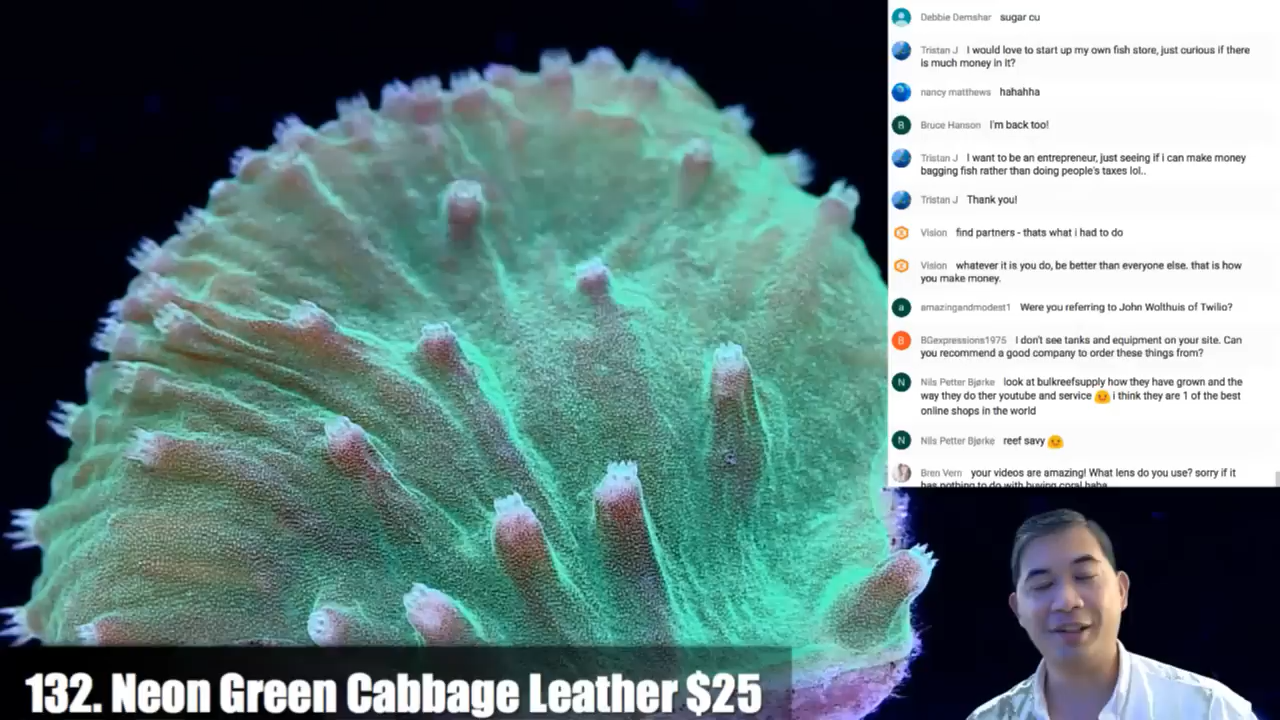 Debbie Demshar sugar cu
Tristan J I would love to start up my own fish store, just curious if there
is much money in it?
nancy matthews hahahha
B Bruce Hanson I'm back too!
Tristan J I want to be an entrepreneur, just seeing if i can make money
bagging fish rather than doing people's taxes lol..
Tristan J Thank you!
Vision find partners - thats what i had to do
Vision whatever it is you do, be better than everyone else. that is how
you make money.
a amazingandmodest1 Were you referring to John Wolthuis of Twilio?
B BGexpressions1975 I don't see tanks and equipment on your site. Can
you recommend a good company to order these things from?
N Nils Petter Bjørke look at bulkreefsupply how they have grown and the
way they do ther youtube and service i think they are 1 of the best
online shops in the world
N Nils Petter Bjørke reef savy
Bren Vern your videos are amazing! What lens do you use? sorry if it
has nothing to do with buying coral haha
132. Neon Green Cabbage Leather $25